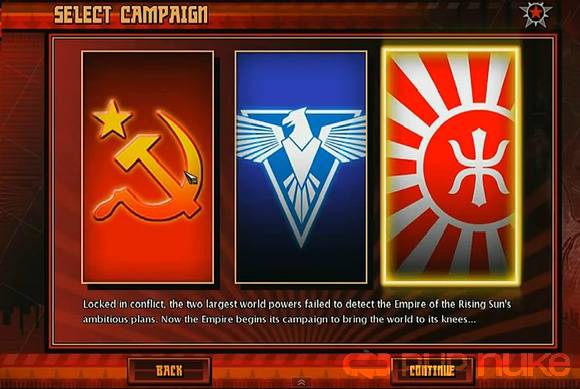 SELECT CAMPAIGN
Locked in conflict, the two largest world powers failed to detect the Empire of the Rising Sun's
ambitious plans. Now the Empire begins its campaign to bring the world to its knees...
BACK
CONTINUE
nuke